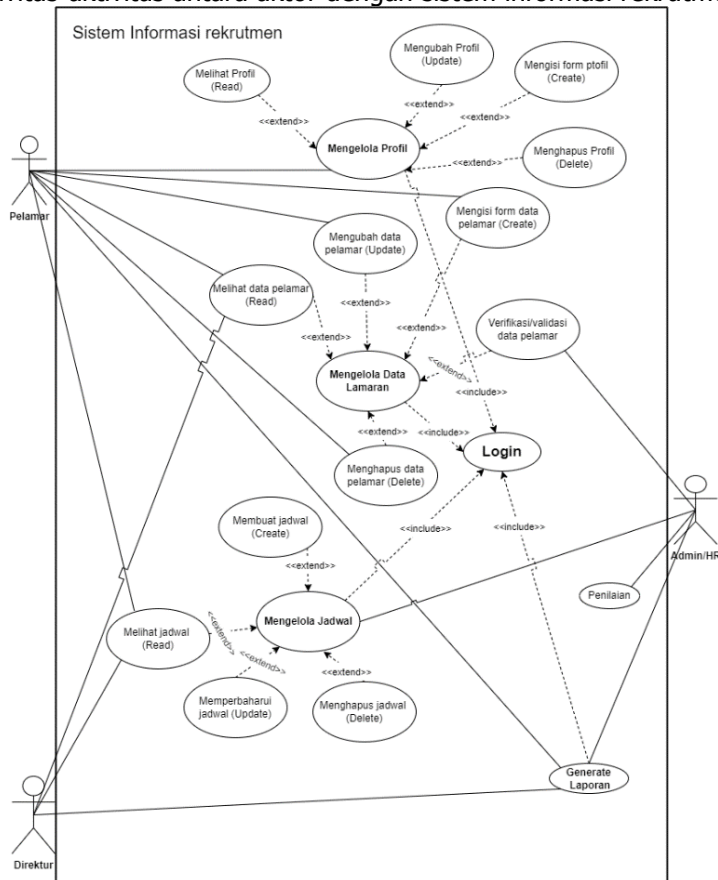 Sistem Informasi rekrutmen
Mengubah Profil
(Update)
Melihat Profil
(Read)
Mengisi form ptofil
(Create)
<<extend>>
<<extend>>
<<extend>>
Mengelola Profil
<<extend>>
Menghapus Profil
(Delete)
Pelamar
Mengisi form data
pelamar (Create)
Mengubah data
pelamar (Update)
Melihat data pelamar
(Read)
<<extend>>
<<extend>>
<<extend>>
Verifikasi/validasi
data pelamar
Mengelola Data
Lamaran
<<extend>>
<<include>>
<<extend>>
<<include>>
Login
Menghapus data
pelamar (Delete)
Membuat jadwal
(Create)
<<include>>
<<include>>
Admin/HR
<<extend>>
Penilaian
Mengelola Jadwal
Melihat jadwal
(Read)
<<extend>>
<<extend>>
<<extend>>
Memperbaharui
jadwal (Update)
Menghapus jadwal
(Delete)
Generate
Laporan
Direktur